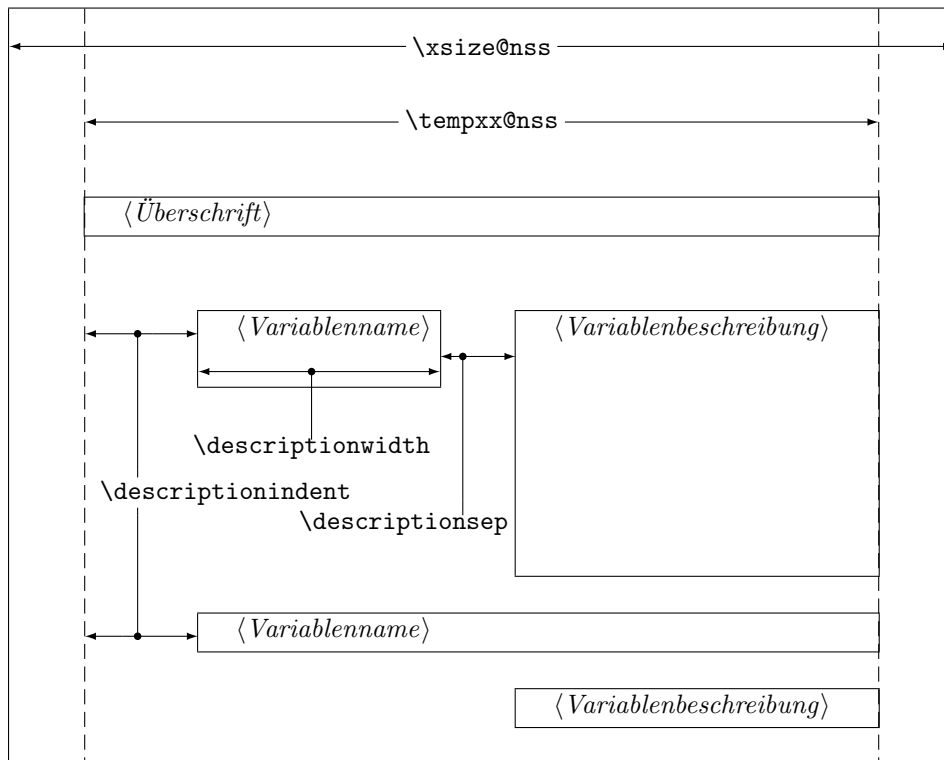 \xsize@nss
\tempxx@nss
⟨Überschrift⟩
⟨Variablenname⟩ ⟨Variablenbeschreibung⟩
\descriptionwidth
\descriptionindent
\descriptionsep
⟨Variablenname⟩
⟨Variablenbeschreibung⟩